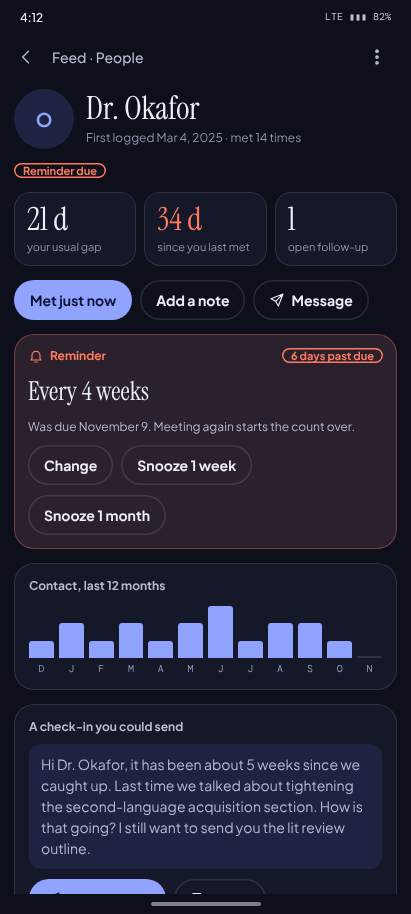 4:12
LTE 82%
Feed · People
O
Dr. Okafor
First logged Mar 4, 2025 · met 14 times
Reminder due
21 d
your usual gap
34 d
since you last met
1
open follow-up
Met just now
Add a note
Message
Reminder
6 days past due
Every 4 weeks
Was due November 9. Meeting again starts the count over.
Change
Snooze 1 week
Snooze 1 month
Contact, last 12 months
D J F M A M J J A S O N
A check-in you could send
Hi Dr. Okafor, it has been about 5 weeks since we
caught up. Last time we talked about tightening
the second-language acquisition section. How is
that going? I still want to send you the lit review
outline.